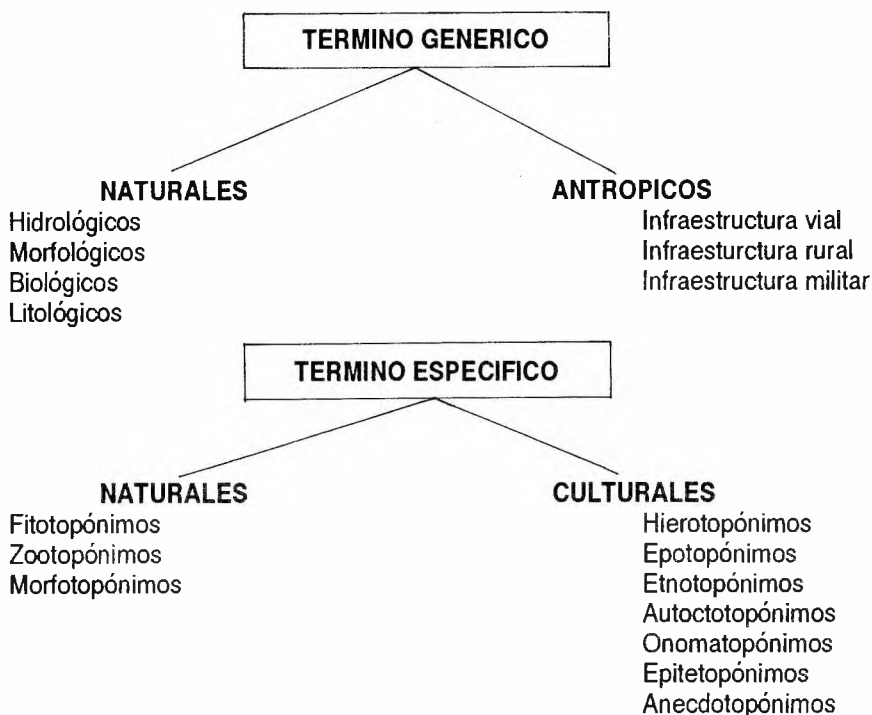 TERMINO GENERICO
NATURALES
Hidrológicos
Morfológicos
Biológicos
Litológicos
ANTROPICOS
Infraestructura vial
Infraesturctura rural
Infraestructura militar
TERMINO ESPECIFICO
NATURALES
Fitotopónimos
Zootopónimos
Morfotopónimos
CULTURALES
Hierotopónimos
Epotopónimos
Etnotopónimos
Autoctotopónimos
Onomatopónimos
Epitetopónimos
Anecdotopónimos